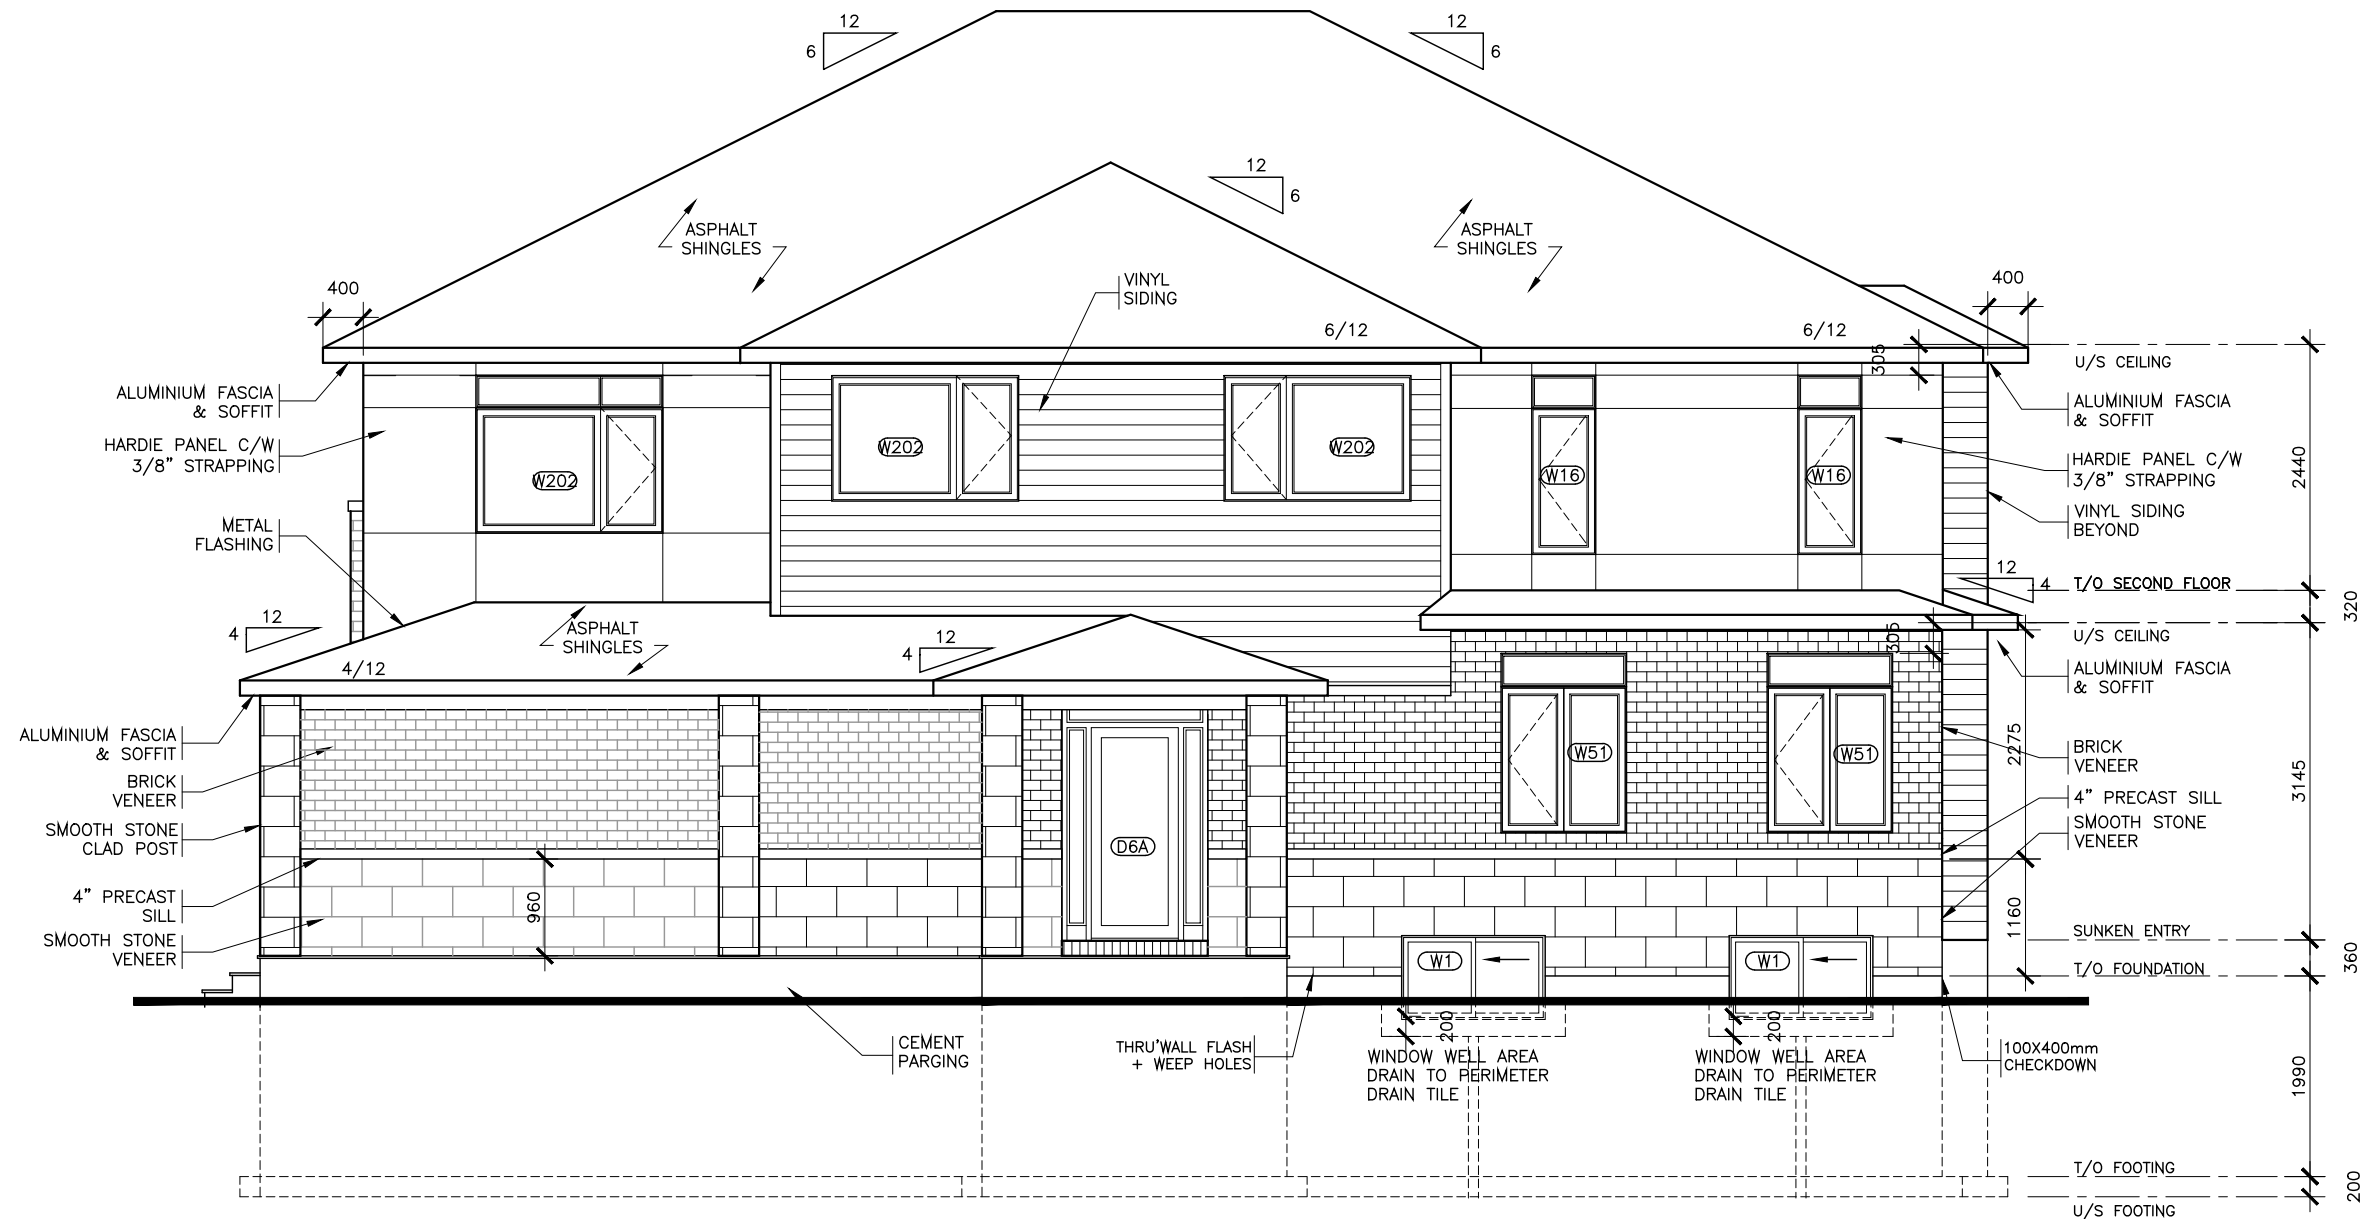 12
6
12
6
12
6
ASPHALT
SHINGLES
ASPHALT
SHINGLES
VINYL
SIDING
400
400
6/12
6/12
305
U/S CEILING
ALUMINIUM FASCIA
& SOFFIT
HARDIE PANEL C/W
3/8" STRAPPING
METAL
FLASHING
W202
W202
W202
W16
W16
ALUMINIUM FASCIA
& SOFFIT
HARDIE PANEL C/W
3/8" STRAPPING
VINYL SIDING
BEYOND
2440
12
4
T/O SECOND FLOOR
320
12
4
ASPHALT
SHINGLES
12
4
4/12
305
U/S CEILING
ALUMINIUM FASCIA
& SOFFIT
ALUMINIUM FASCIA
& SOFFIT
BRICK
VENEER
SMOOTH STONE
CLAD POST
4" PRECAST
SILL
SMOOTH STONE
VENEER
960
D6A
W51
W51
2275
3145
BRICK
VENEER
4" PRECAST SILL
SMOOTH STONE
VENEER
1160
SUNKEN ENTRY
360
T/O FOUNDATION
W1
W1
CEMENT
PARGING
THRU'WALL FLASH
+ WEEP HOLES
200
WINDOW WELL AREA
DRAIN TO PERIMETER
DRAIN TILE
200
WINDOW WELL AREA
DRAIN TO PERIMETER
DRAIN TILE
100X400mm
CHECKDOWN
1990
T/O FOOTING
200
U/S FOOTING